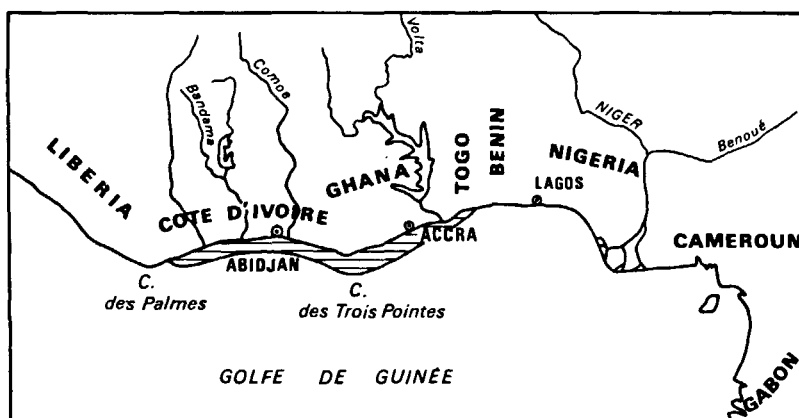 Volta
Comoe
Bandama
NIGER
Benoué
LIBERIA
COTE D'IVOIRE
GHANA
TOGO
BENIN
NIGERIA
LAGOS
ACCRA
CAMEROUN
ABIDJAN
C.
des Palmes
C.
des Trois Pointes
GOLFE DE GUINÉE
GABON